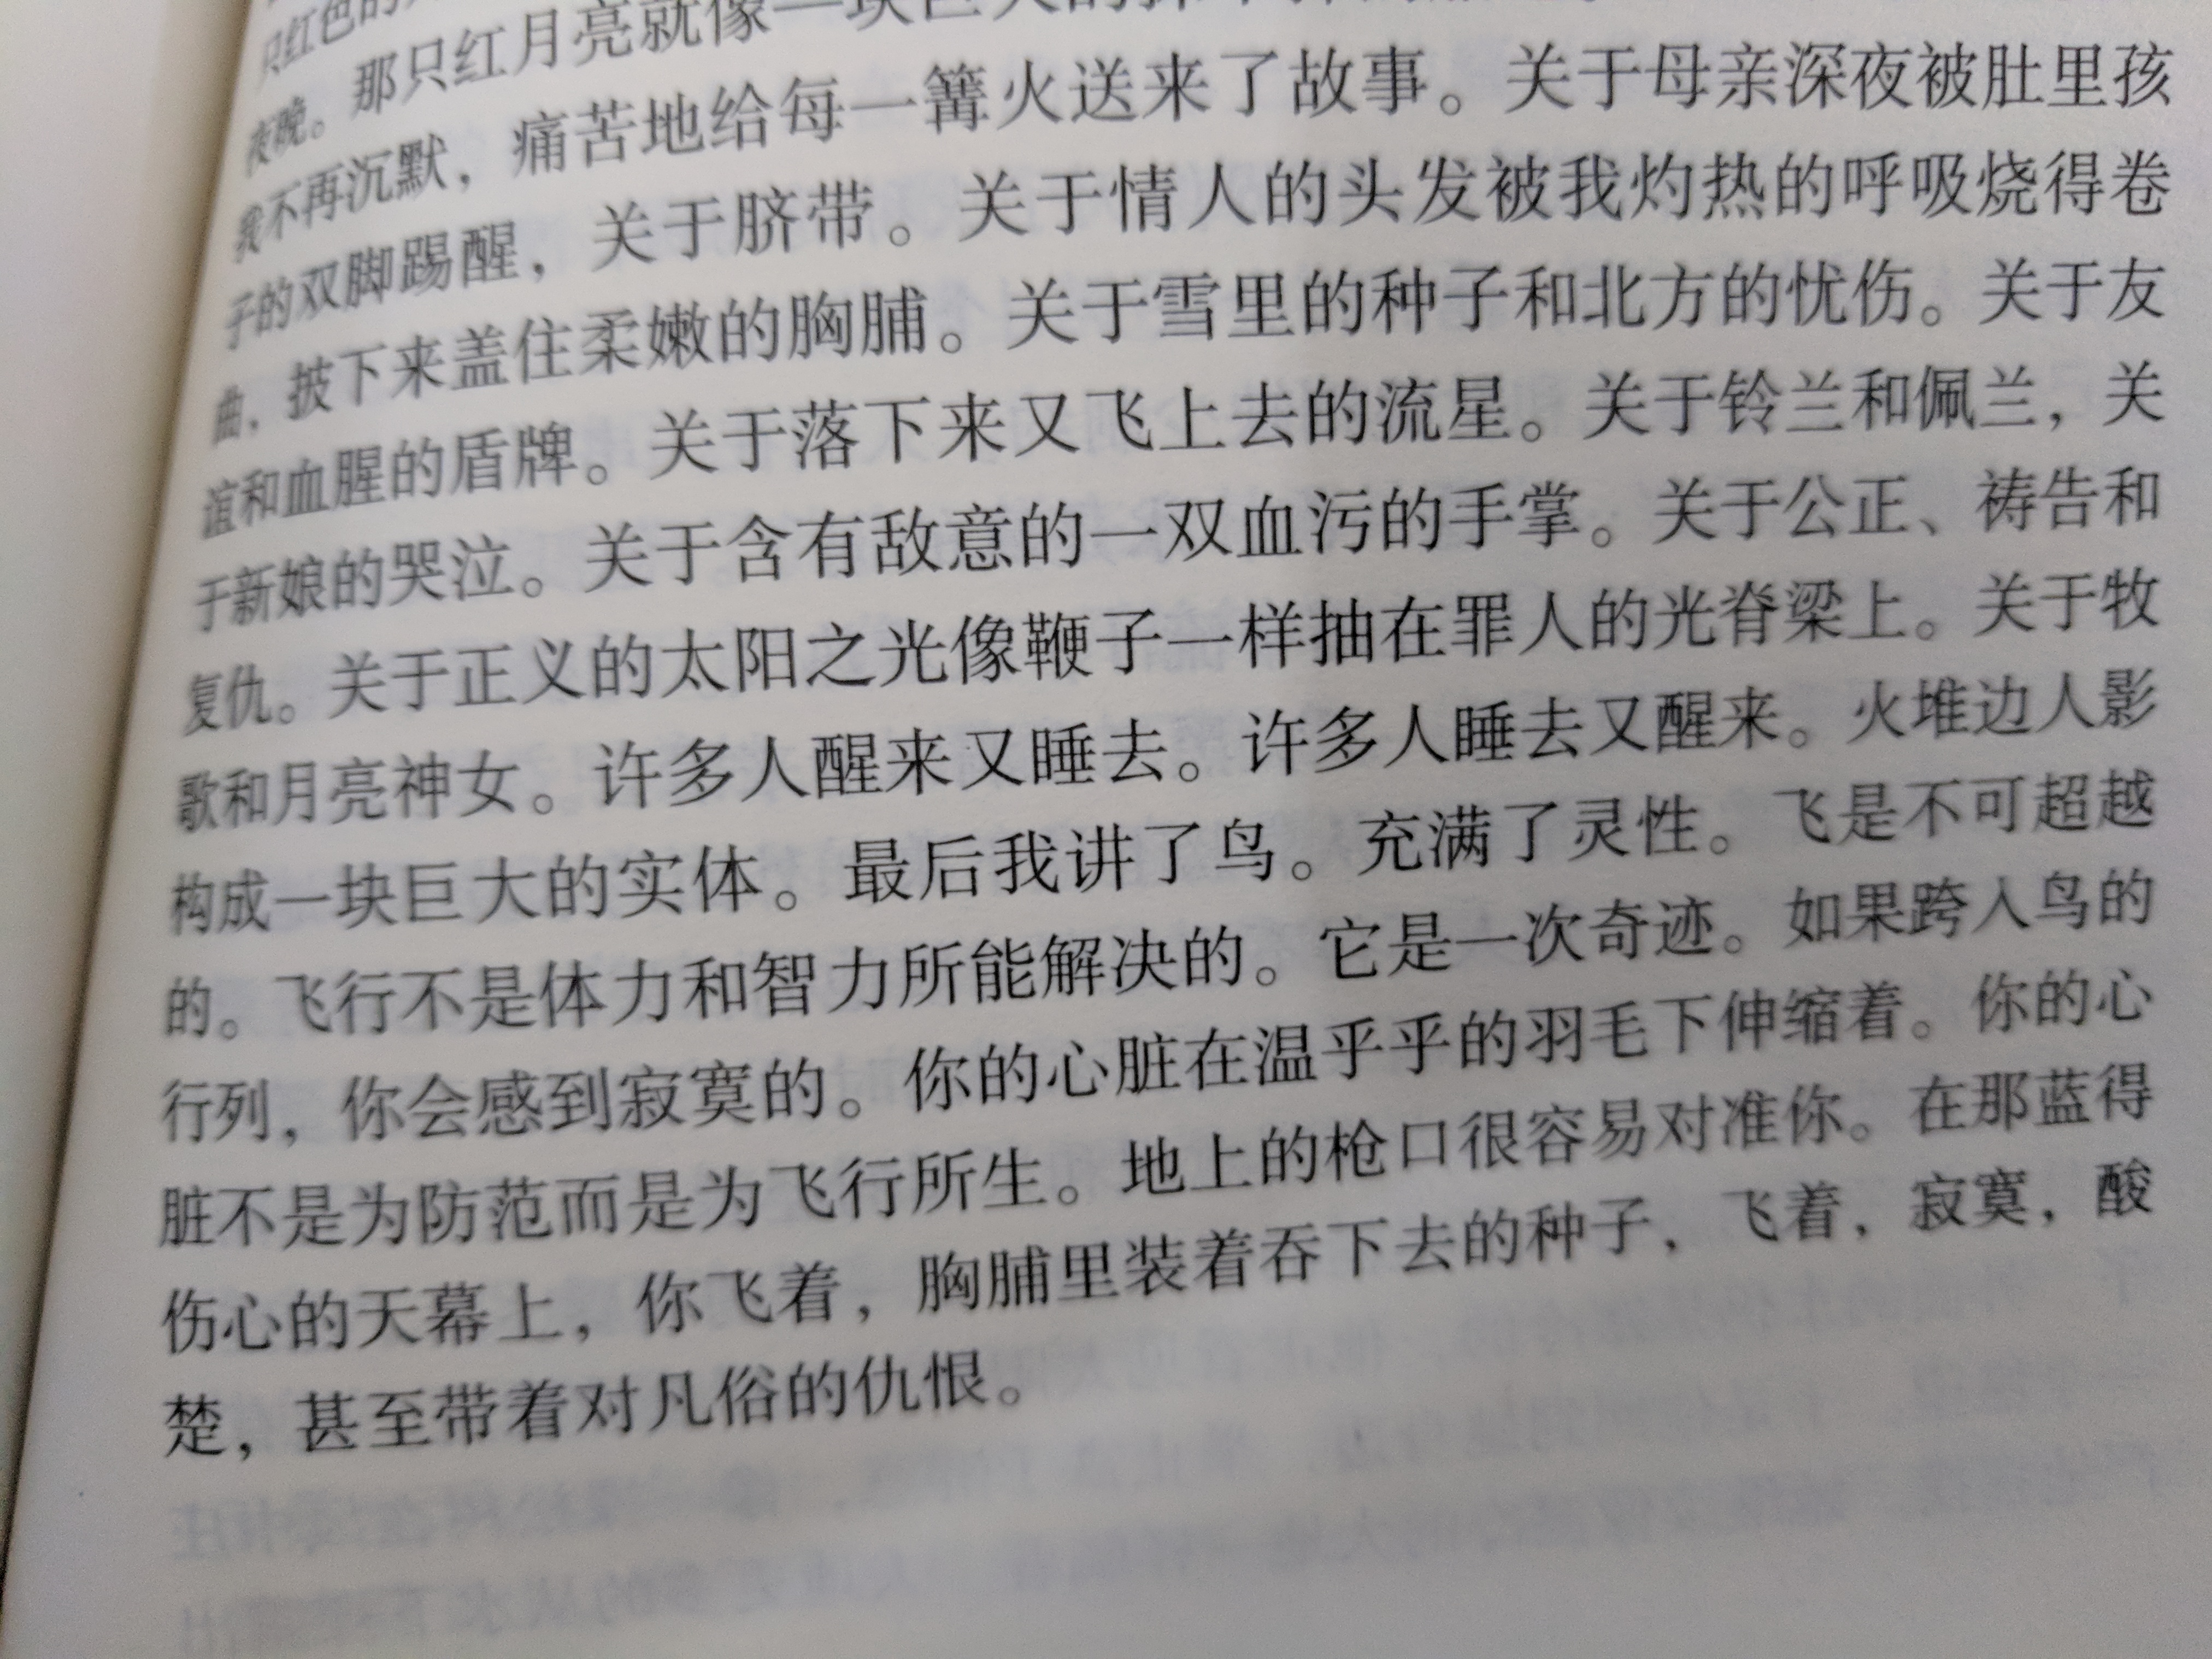 只红色的
夜晚。那只红月亮就像一块巨大的
我不再沉默，痛苦地给每一篝火送来了故事。关于母亲深夜被肚里孩
子的双脚踢醒，关于脐带。关于情人的头发被我灼热的呼吸烧得卷
曲，披下来盖住柔嫩的胸脯。关于雪里的种子和北方的忧伤。关于友
谊和血腥的盾牌。关于落下来又飞上去的流星。关于铃兰和佩兰，关
于新娘的哭泣。关于含有敌意的一双血污的手掌。关于公正、祷告和
复仇。关于正义的太阳之光像鞭子一样抽在罪人的光脊梁上。关于牧
歌和月亮神女。许多人醒来又睡去。许多人睡去又醒来。火堆边人影
构成一块巨大的实体。最后我讲了鸟。充满了灵性。飞是不可超越
的。飞行不是体力和智力所能解决的。它是一次奇迹。如果跨入鸟的
行列，你会感到寂寞的。你的心脏在温乎乎的羽毛下伸缩着。你的心
脏不是为防范而是为飞行所生。地上的枪口很容易对准你。在那蓝得
伤心的天幕上，你飞着，胸脯里装着吞下去的种子，飞着，寂寞，酸
楚，甚至带着对凡俗的仇恨。